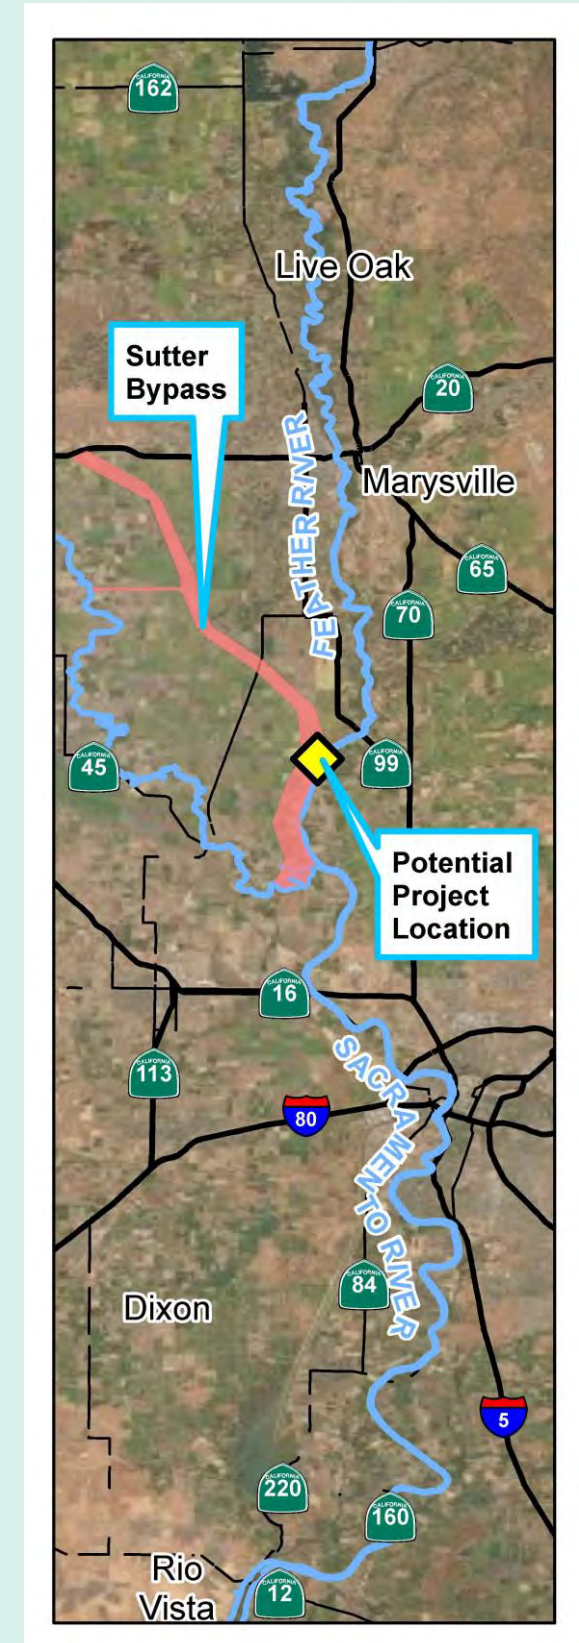 CALIFORNIA
162
Live Oak
Sutter
Bypass
CALIFORNIA
20
FEATHER RIVER
Marysville
CALIFORNIA
65
CALIFORNIA
70
CALIFORNIA
45
CALIFORNIA
99
Potential
Project
Location
CALIFORNIA
16
SACRAMENTO RIVER
CALIFORNIA
113
80
CALIFORNIA
84
Dixon
5
CALIFORNIA
220
CALIFORNIA
160
Rio
Vista
CALIFORNIA
12